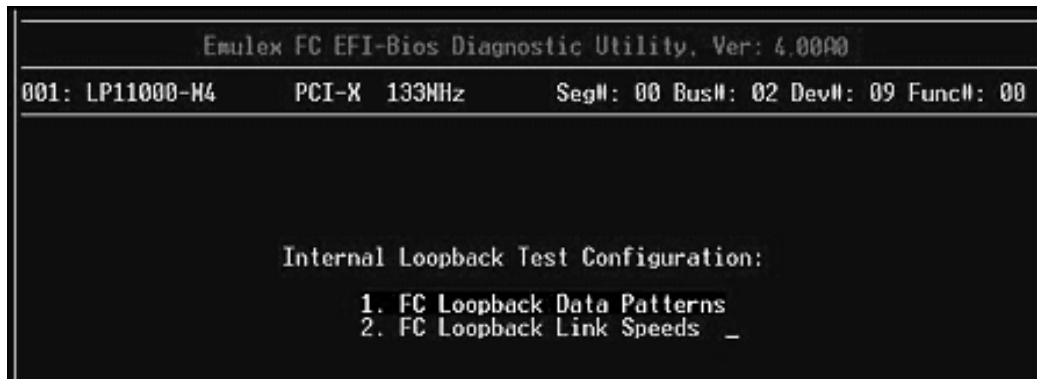 Emulex FC EFI-Bios Diagnostic Utility, Ver: 4.00A0
001: LP11000-M4 PCI-X 133MHz Seg#: 00 Bus#: 02 Dev#: 09 Func#: 00
Internal Loopback Test Configuration:
1. FC Loopback Data Patterns
2. FC Loopback Link Speeds _